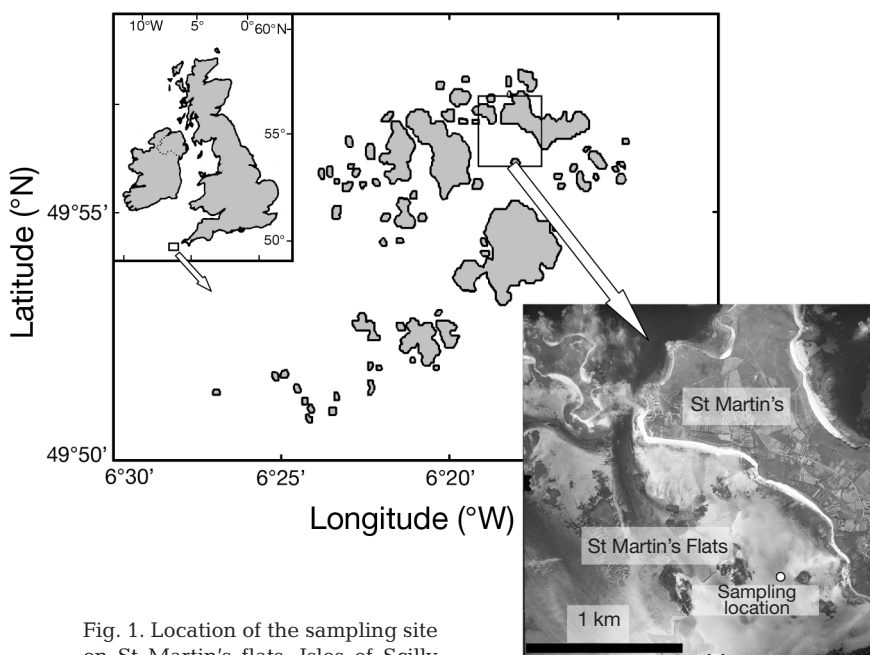 10°W 5° 0° 60°N
55°
50°
Latitude (°N)
49°55'
49°50'
6°30' 6°25' 6°20'
Longitude (°W)
St Martin's
St Martin's Flats
Sampling
location
1 km
Fig. 1. Location of the sampling site
on St Martin's flats, Isles of Scilly